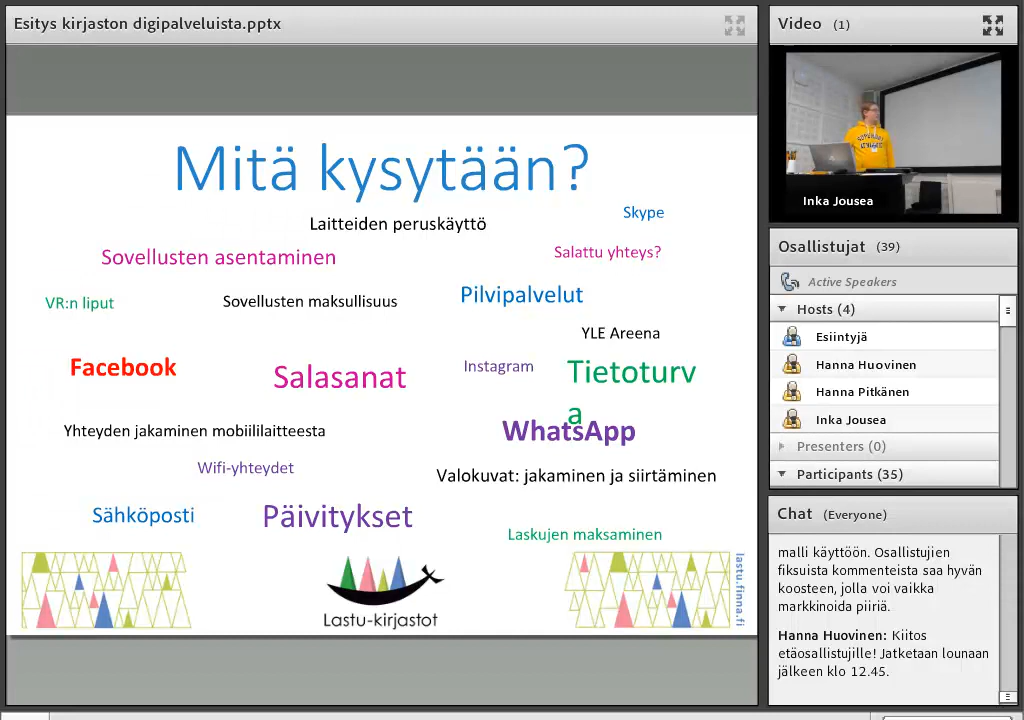 Esitys kirjaston digipalveluista.pptx
Mitä kysytään?
Laitteiden peruskäyttö
Skype
Sovellusten asentaminen
Salattu yhteys?
VR:n liput
Sovellusten maksullisuus
Pilvipalvelut
YLE Areena
Facebook
Salasanat
Instagram
Tietoturv
a
Yhteyden jakaminen mobiililaitteesta
WhatsApp
Wifi-yhteydet
Valokuvat: jakaminen ja siirtäminen
Sähköposti
Päivitykset
Laskujen maksaminen
Lastu-kirjastot
lastu.finna.fi
Video (1)
Inka Jousea
Osallistujat (39)
Active Speakers
Hosts (4)
Esiintyjä
Hanna Huovinen
Hanna Pitkänen
Inka Jousea
Presenters (0)
Participants (35)
Chat (Everyone)
malli käyttöön. Osallistujien
fiksuista kommenteista saa hyvän
koosteen, jolla voi vaikka
markkinoida piiriä.
Hanna Huovinen: Kiitos
etäosallistujille! Jatketaan lounaan
jälkeen klo 12.45.